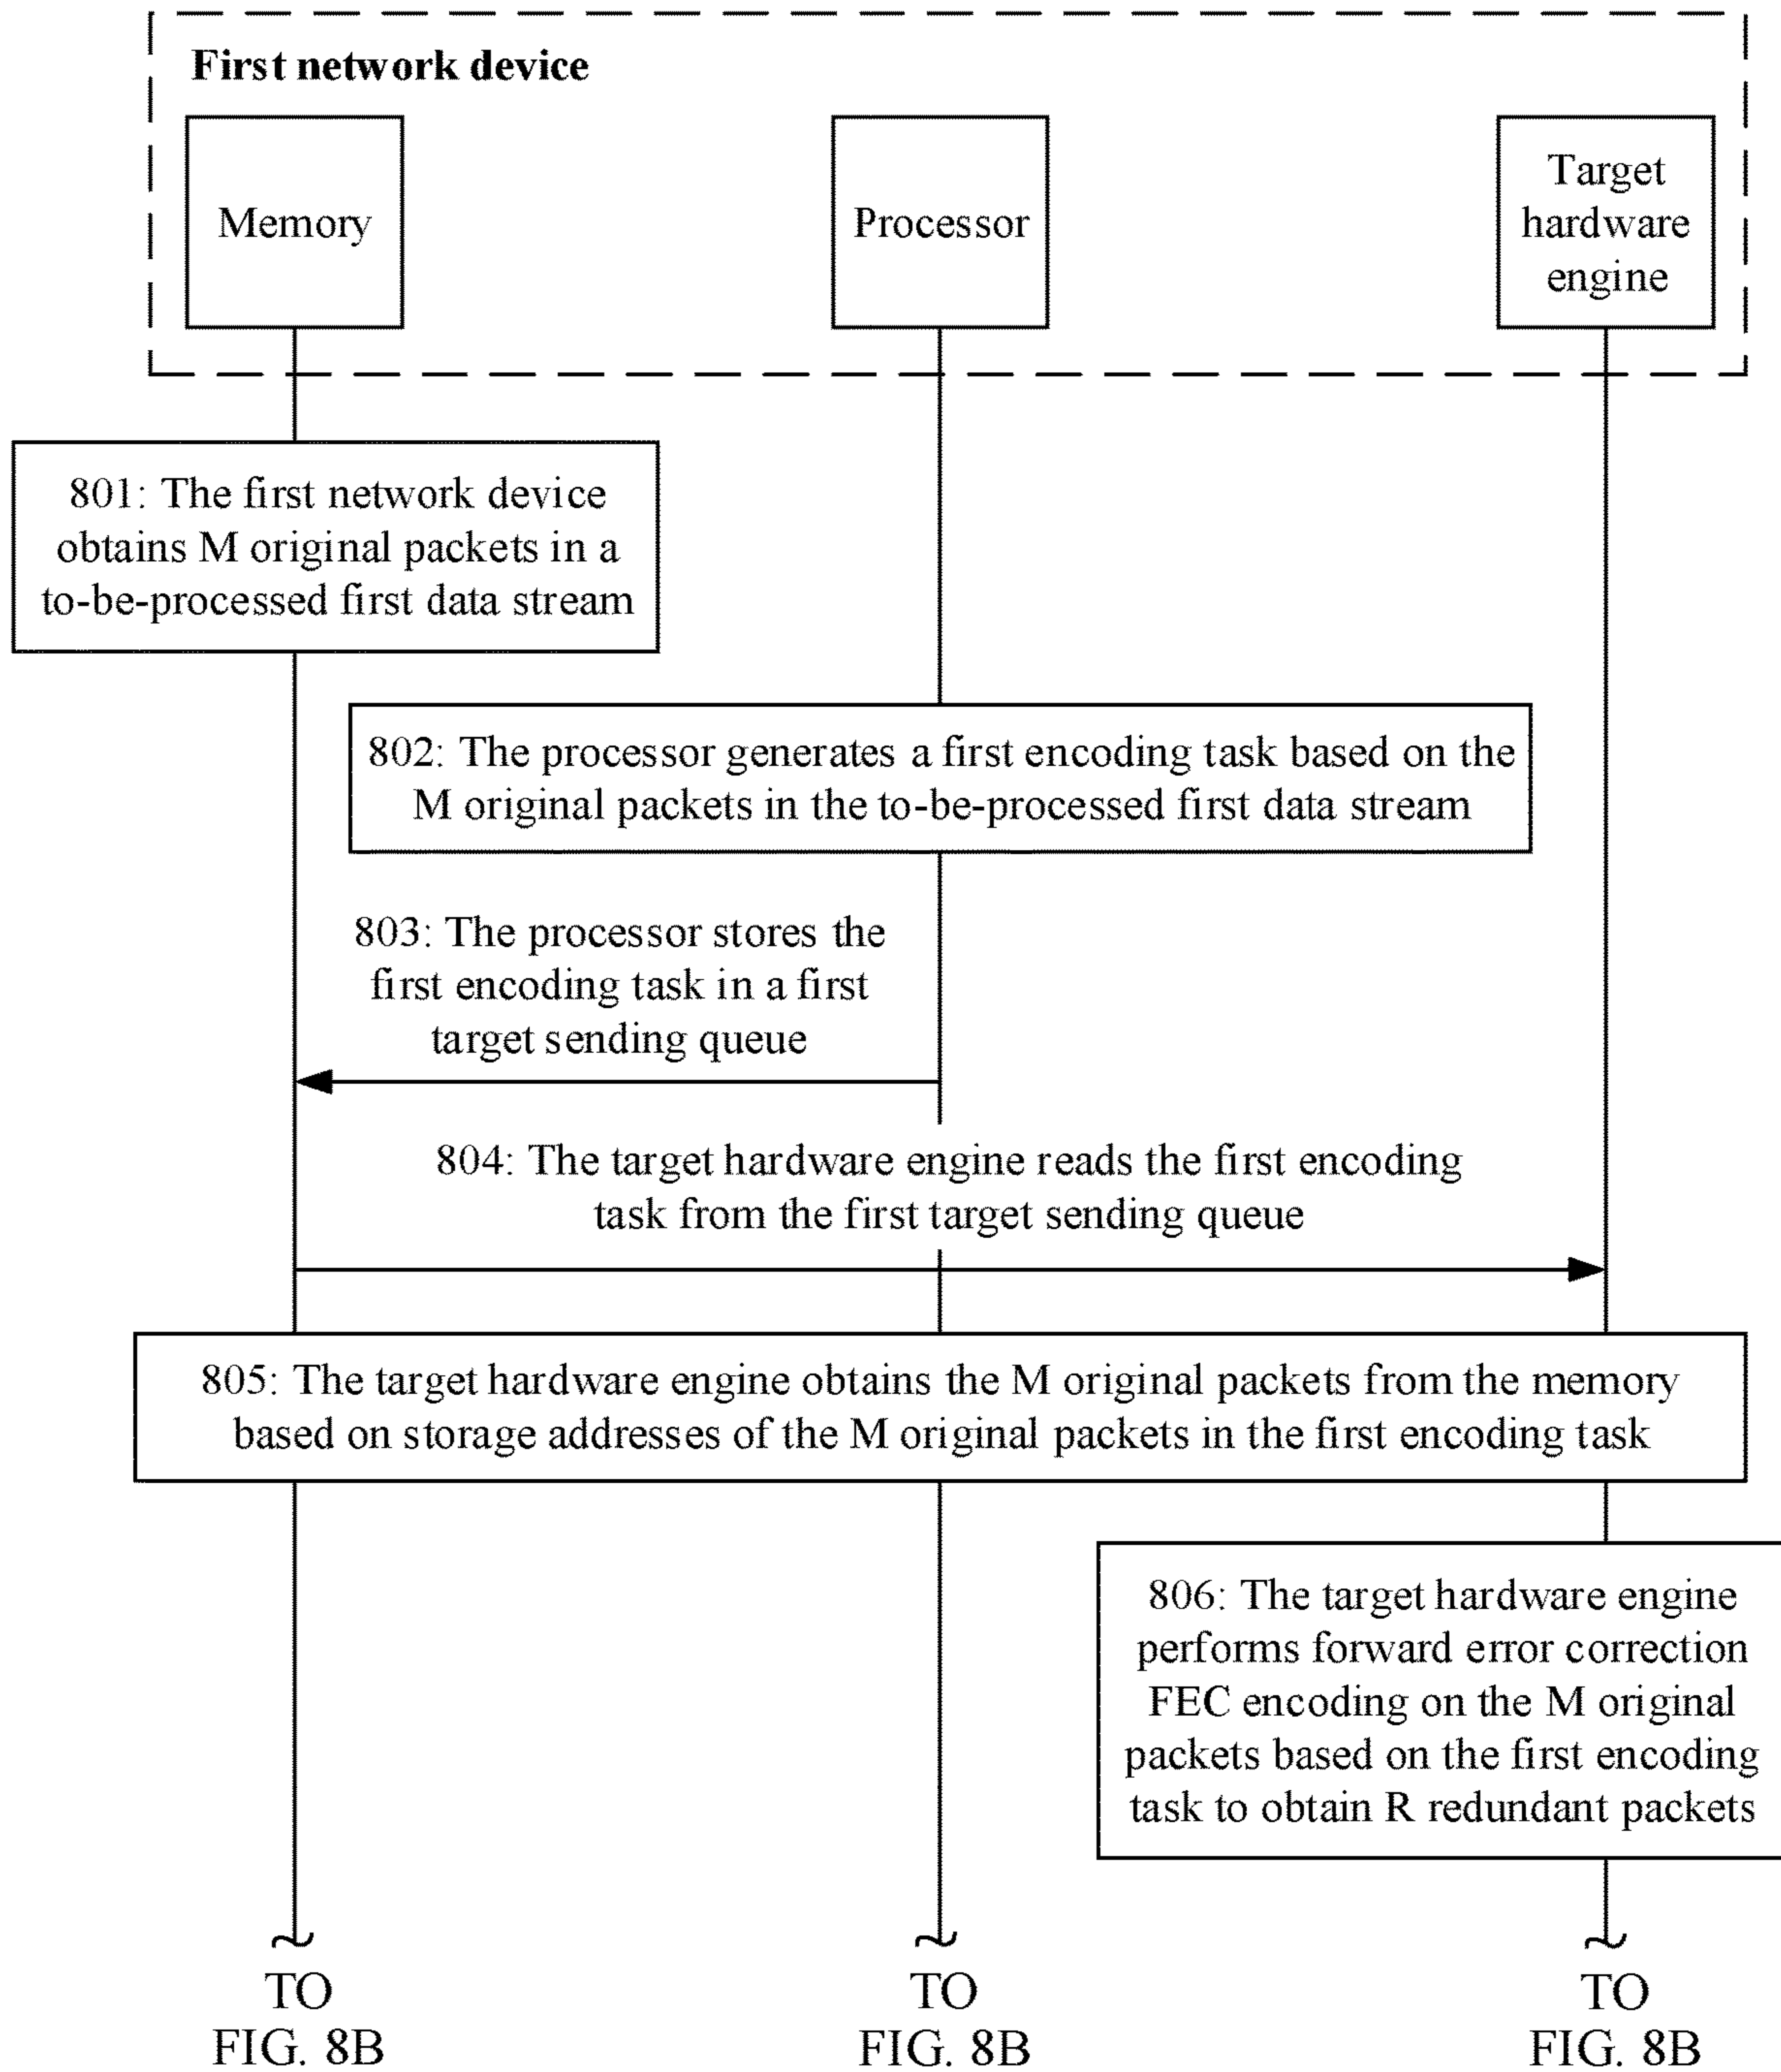 First network device
Memory
Processor
Target
hardware
engine
801: The first network device
obtains M original packets in a
to-be-processed first data stream
802: The processor generates a first encoding task based on the
M original packets in the to-be-processed first data stream
803: The processor stores the
first encoding task in a first
target sending queue
804: The target hardware engine reads the first encoding
task from the first target sending queue
805: The target hardware engine obtains the M original packets from the memory
based on storage addresses of the M original packets in the first encoding task
806: The target hardware engine
performs forward error correction
FEC encoding on the M original
packets based on the first encoding
task to obtain R redundant packets
TO
FIG. 8B
TO
FIG. 8B
TO
FIG. 8B